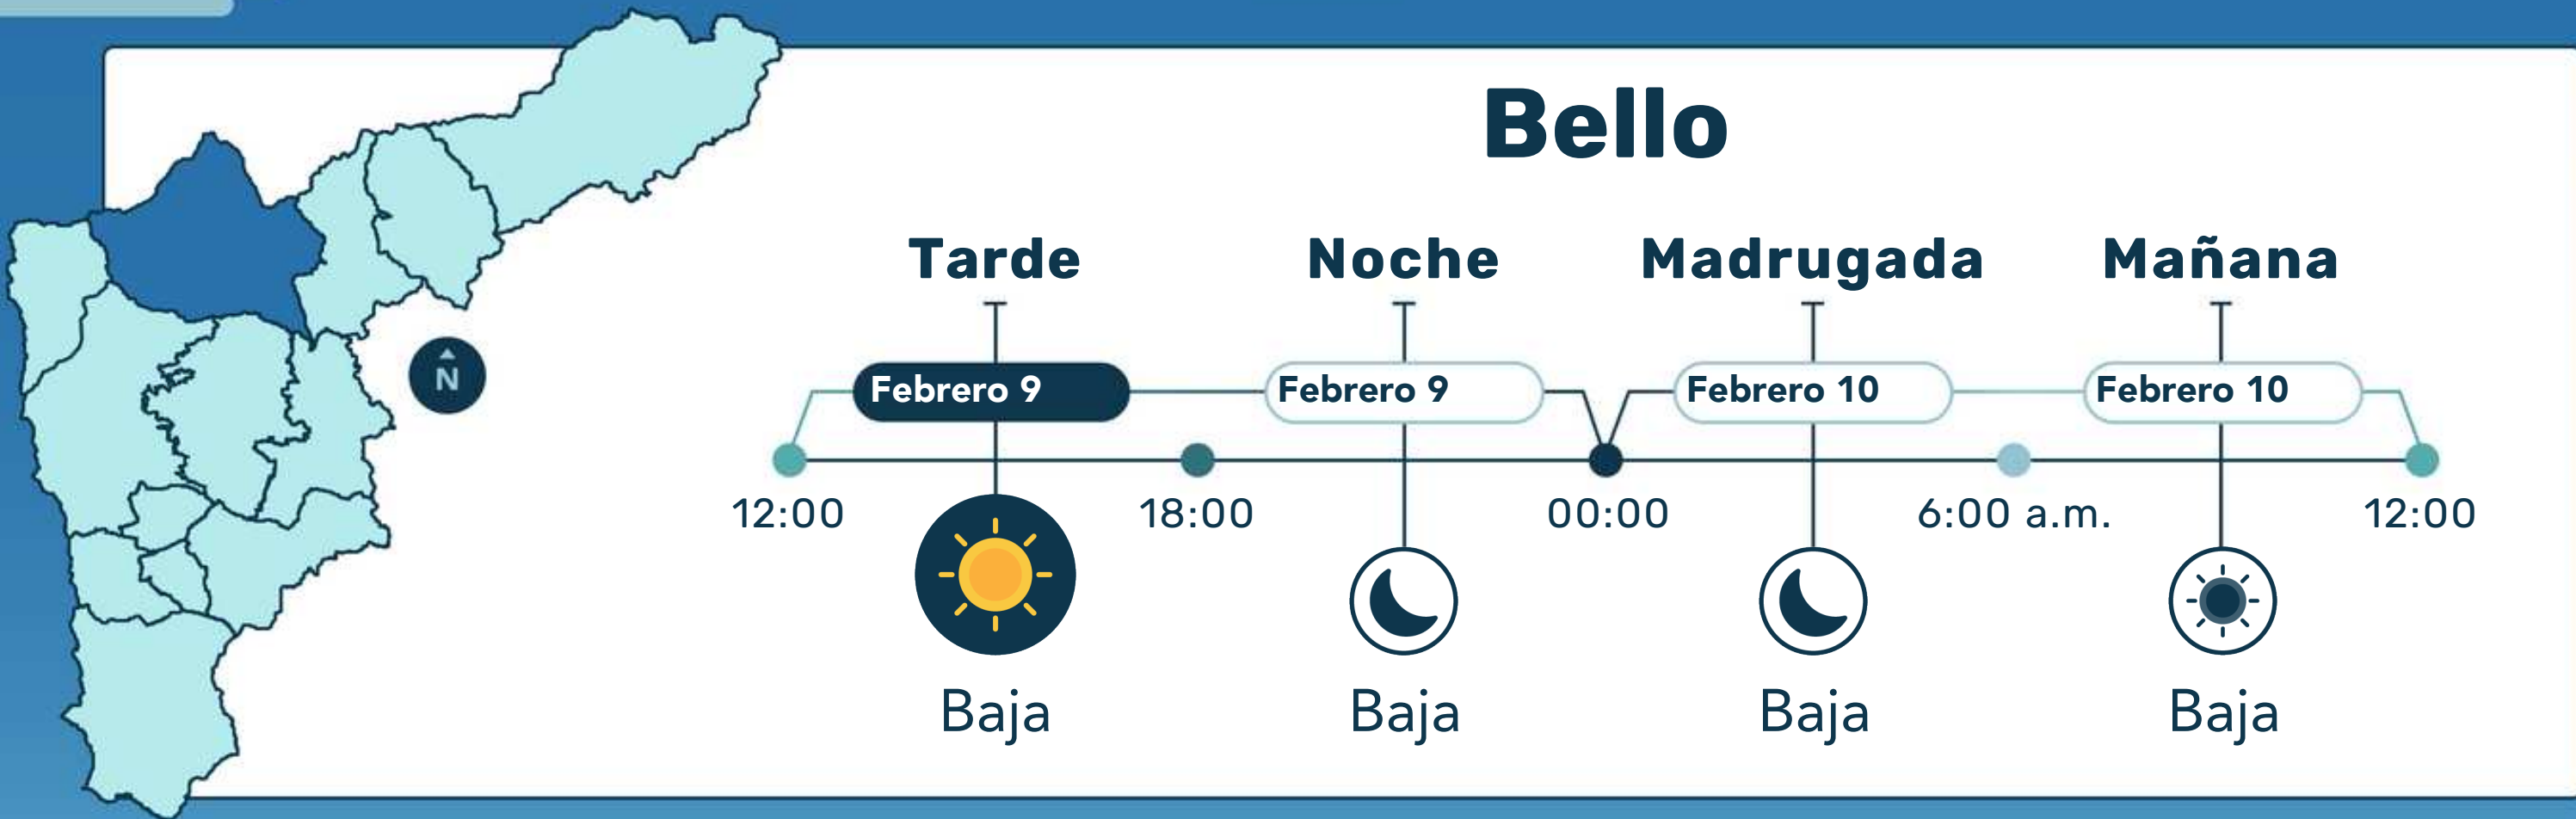 Bello
Tarde Noche Madrugada Mañana
N
Febrero 9 Febrero 9 Febrero 10 Febrero 10
12:00 18:00 00:00 6:00 a.m. 12:00
Baja Baja Baja Baja